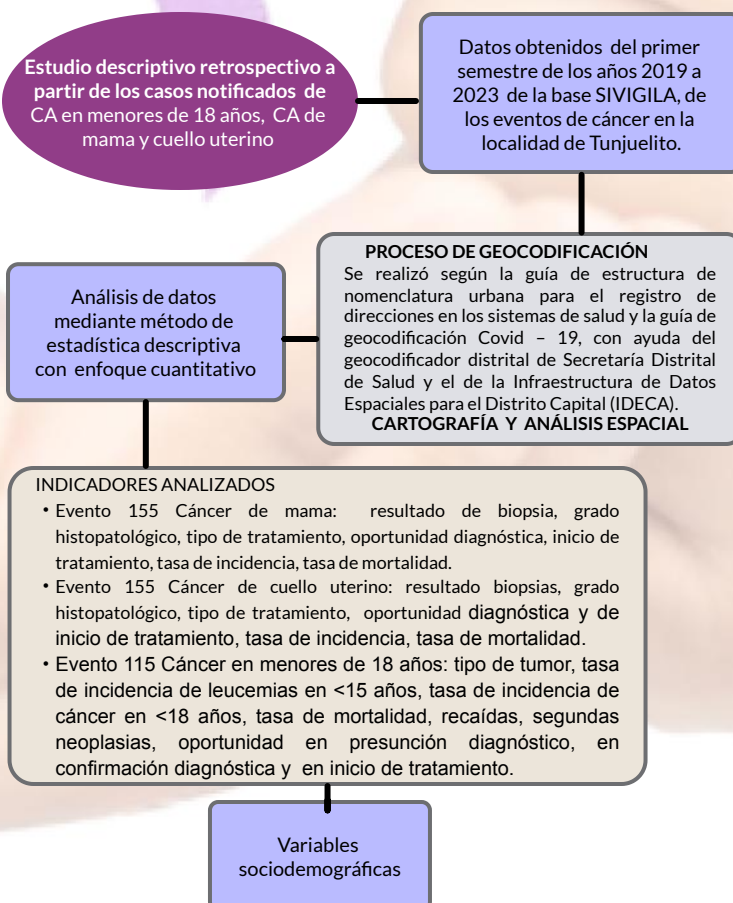 Estudio descriptivo retrospectivo a
partir de los casos notificados de
CA en menores de 18 años, CA de
mama y cuello uterino
Datos obtenidos del primer
semestre de los años 2019 a
2023 de la base SIVIGILA, de
los eventos de cáncer en la
localidad de Tunjuelito.
PROCESO DE GEOCODIFICACIÓN
Se realizó según la guía de estructura de
nomenclatura urbana para el registro de
direcciones en los sistemas de salud y la guía de
geocodificación Covid – 19, con ayuda del
geocodificador distrital de Secretaría Distrital
de Salud y el de la Infraestructura de Datos
Espaciales para el Distrito Capital (IDECA).
CARTOGRAFÍA Y ANÁLISIS ESPACIAL
Análisis de datos
mediante método de
estadística descriptiva
con enfoque cuantitativo
INDICADORES ANALIZADOS
• Evento 155 Cáncer de mama: resultado de biopsia, grado
histopatológico, tipo de tratamiento, oportunidad diagnóstica, inicio de
tratamiento, tasa de incidencia, tasa de mortalidad.
• Evento 155 Cáncer de cuello uterino: resultado biopsias, grado
histopatológico, tipo de tratamiento, oportunidad diagnóstica y de
inicio de tratamiento, tasa de incidencia, tasa de mortalidad.
• Evento 115 Cáncer en menores de 18 años: tipo de tumor, tasa
de incidencia de leucemias en <15 años, tasa de incidencia de
cáncer en <18 años, tasa de mortalidad, recaídas, segundas
neoplasias, oportunidad en presunción diagnóstico, en
confirmación diagnóstica y en inicio de tratamiento.
Variables
sociodemográficas